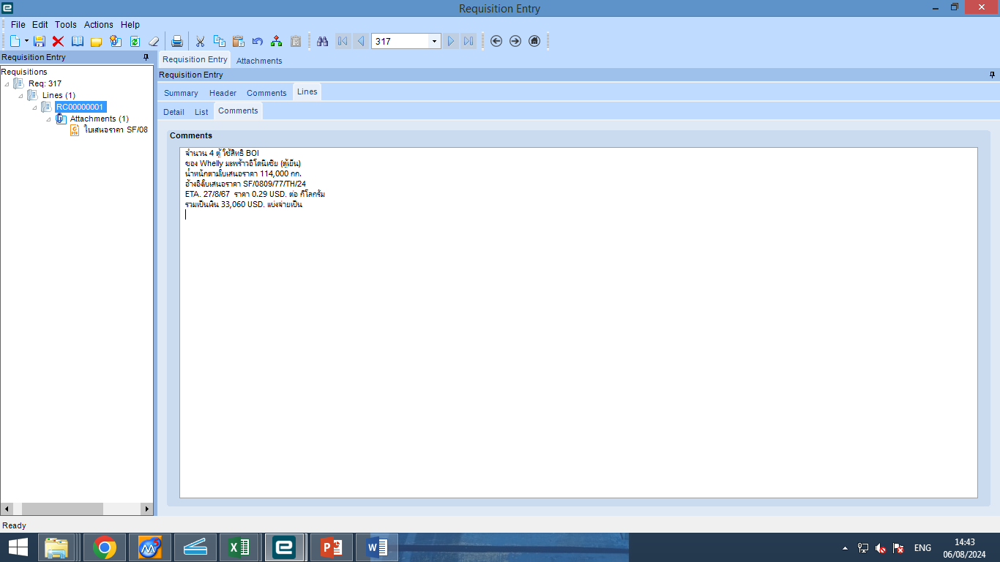 Requisition Entry
File Edit Tools Actions Help
317
Requisition Entry
Requisition Entry Attachments
Requisition Entry
Requisitions
Req: 317
Lines (1)
RC00000001
Attachments (1)
ใบเสนอราคา SF/08
Summary Header Comments Lines
Detail List Comments
Comments
จำนวน 4 ตู้ ใช้สิทธิ BOI
ของ Whelly มะพร้าวอิโดนิเซีย (ตู้เย็น)
น้ำหนักตามใบเสนอราคา 114,000 กก.
อ้างอิงใบเสนอราคา SF/0809/77/TH/24
ETA. 27/8/67 ราคา 0.29 USD. ต่อ กิโลกรัม
รวมเป็นเงิน 33,060 USD. แบ่งจ่ายเป็น
Ready
ENG
14:43
06/08/2024